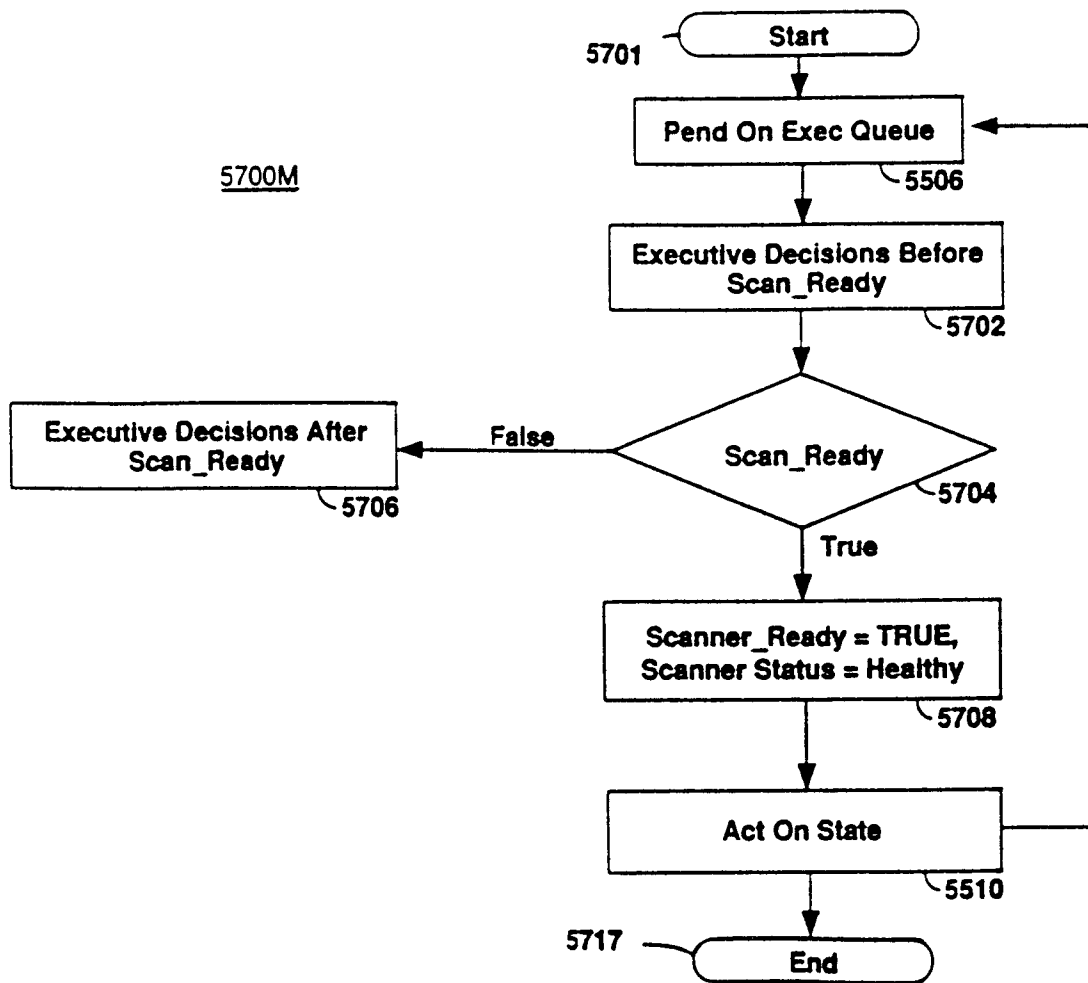 Start
5701
Pend On Exec Queue
5506
5700M
Executive Decisions Before
Scan_Ready
5702
Executive Decisions After
Scan_Ready
5706
False
Scan_Ready
5704
True
Scanner_Ready = TRUE,
Scanner Status = Healthy
5708
Act On State
5510
5717
End